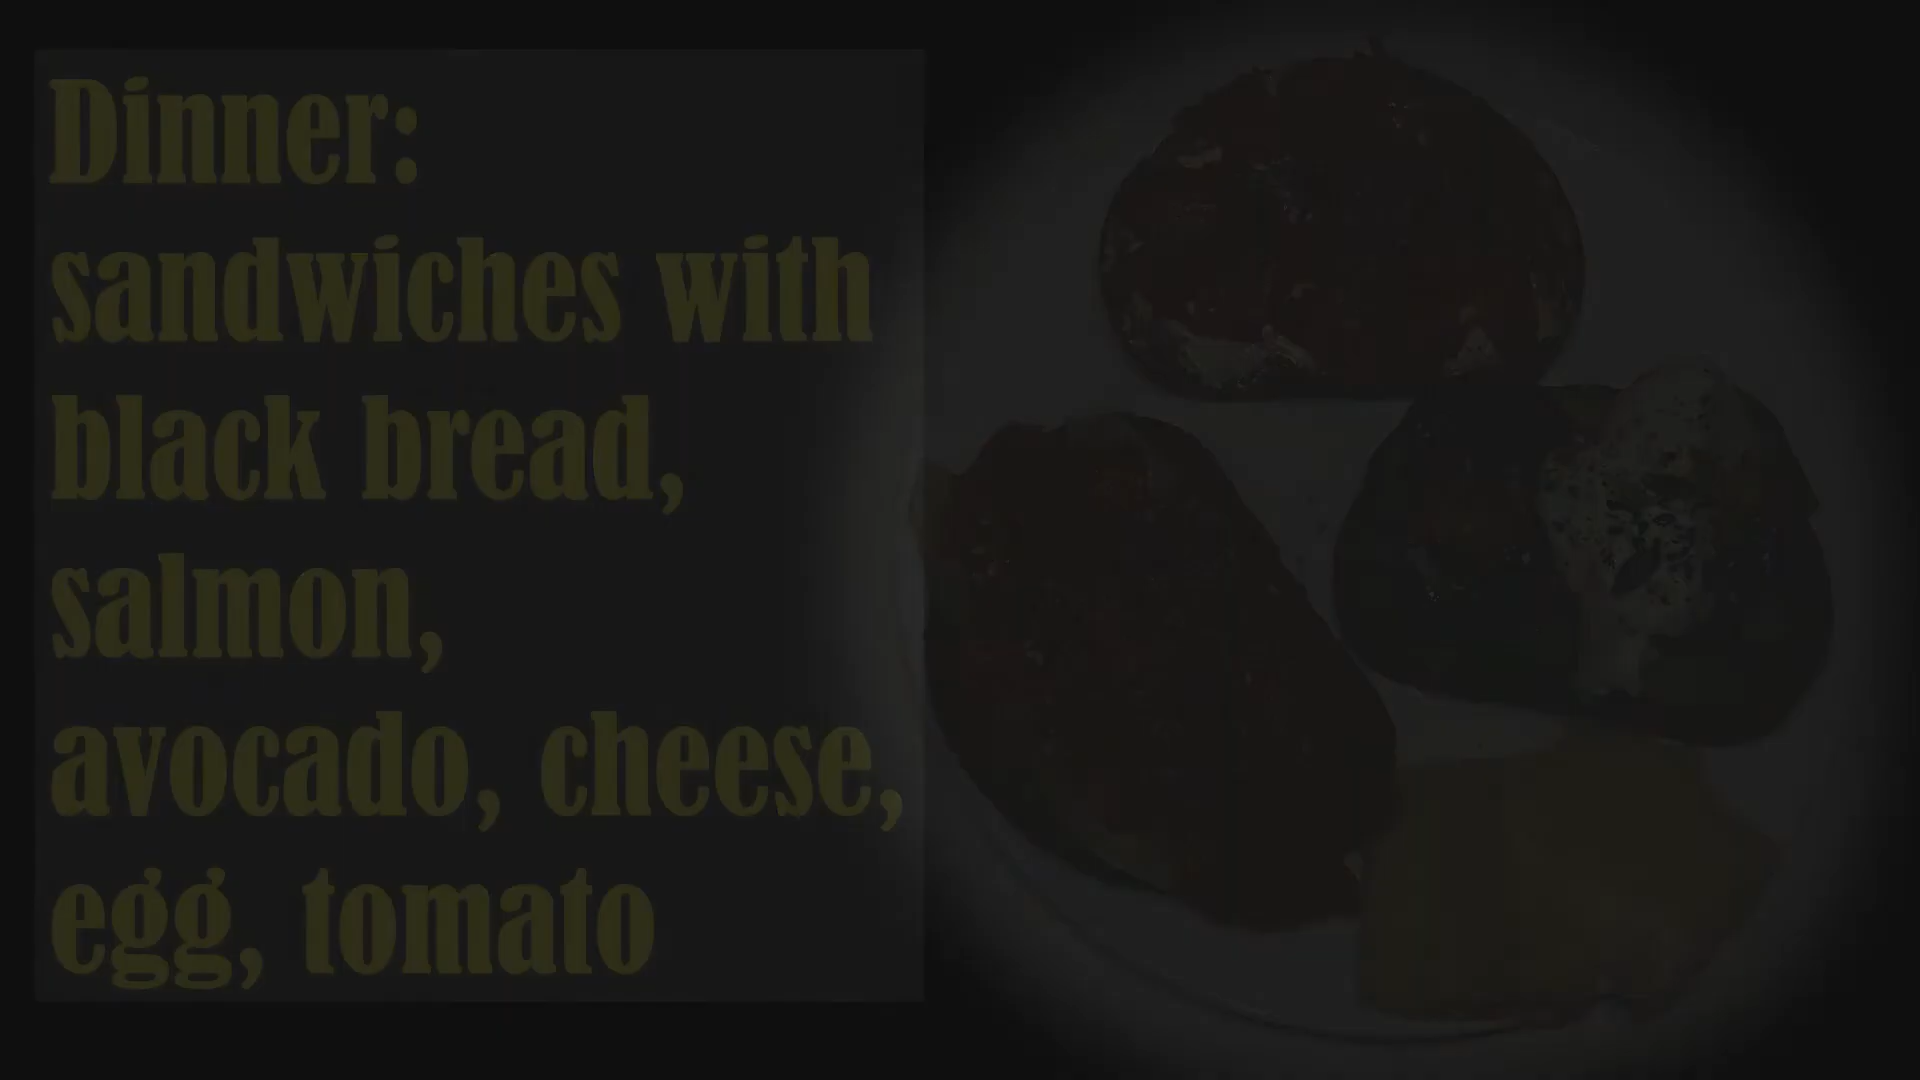 Dinner:
sandwiches with
black bread,
salmon,
avocado, cheese,
egg, tomato